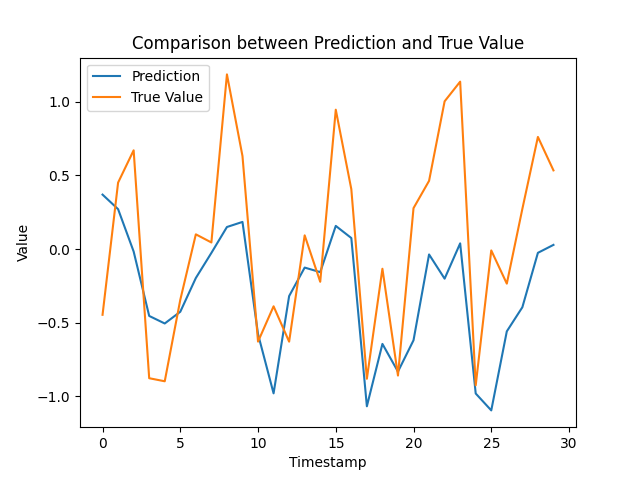 Comparison between Prediction and True Value
Prediction
True Value
1.0
0.5
0.0
−0.5
−1.0
Value
0 5 10 15 20 25 30
Timestamp